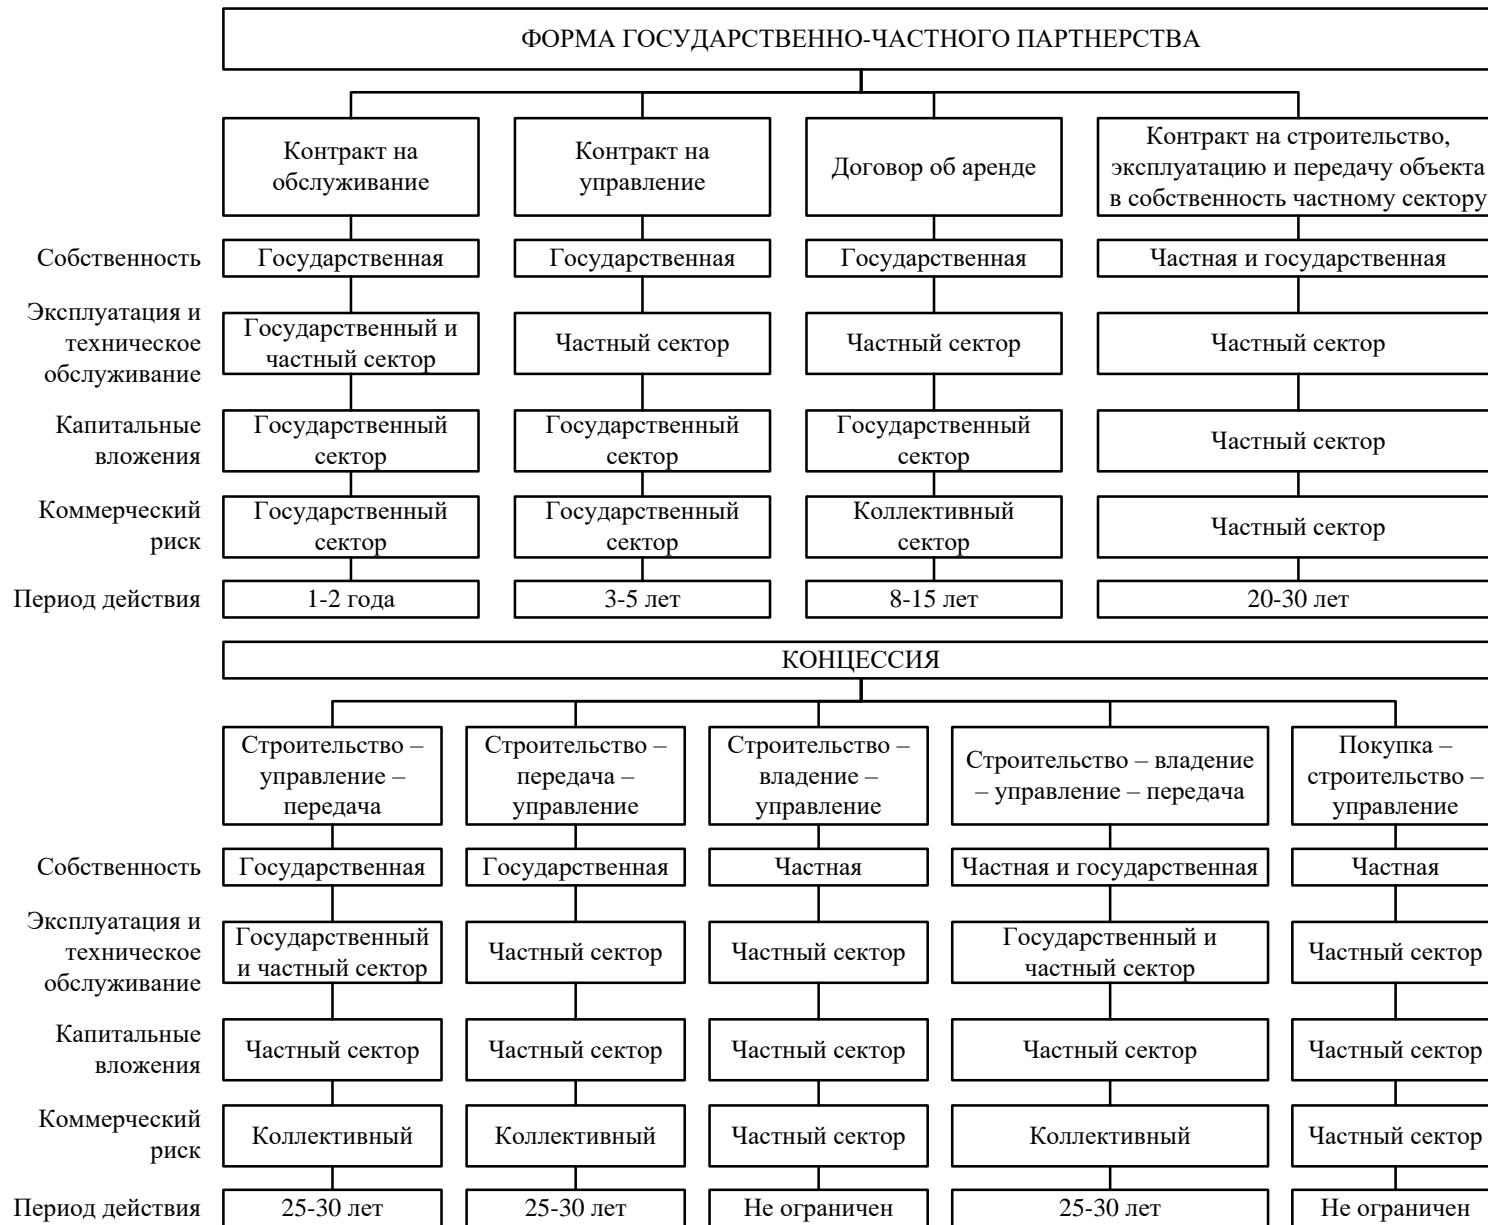 ФОРМА ГОСУДАРСТВЕННО-ЧАСТНОГО ПАРТНЕРСТВА
Контракт на
обслуживание
Контракт на
управление
Договор об аренде
Контракт на строительство,
эксплуатацию и передачу объекта
в собственность частному сектору
Собственность
Государственная
Государственная
Государственная
Частная и государственная
Эксплуатация и
техническое
обслуживание
Государственный и
частный сектор
Частный сектор
Частный сектор
Частный сектор
Капитальные
вложения
Государственный
сектор
Государственный
сектор
Государственный
сектор
Частный сектор
Коммерческий
риск
Государственный
сектор
Государственный
сектор
Коллективный
сектор
Частный сектор
Период действия
1-2 года
3-5 лет
8-15 лет
20-30 лет
КОНЦЕССИЯ
Строительство –
управление –
передача
Строительство –
передача –
управление
Строительство –
владение –
управление
Строительство – владение
– управление – передача
Покупка –
строительство –
управление
Собственность
Государственная
Государственная
Частная
Частная и государственная
Частная
Эксплуатация и
техническое
обслуживание
Государственный
и частный сектор
Частный сектор
Частный сектор
Государственный и
частный сектор
Частный сектор
Капитальные
вложения
Частный сектор
Частный сектор
Частный сектор
Частный сектор
Частный сектор
Коммерческий
риск
Коллективный
Коллективный
Частный сектор
Коллективный
Частный сектор
Период действия
25-30 лет
25-30 лет
Не ограничен
25-30 лет
Не ограничен